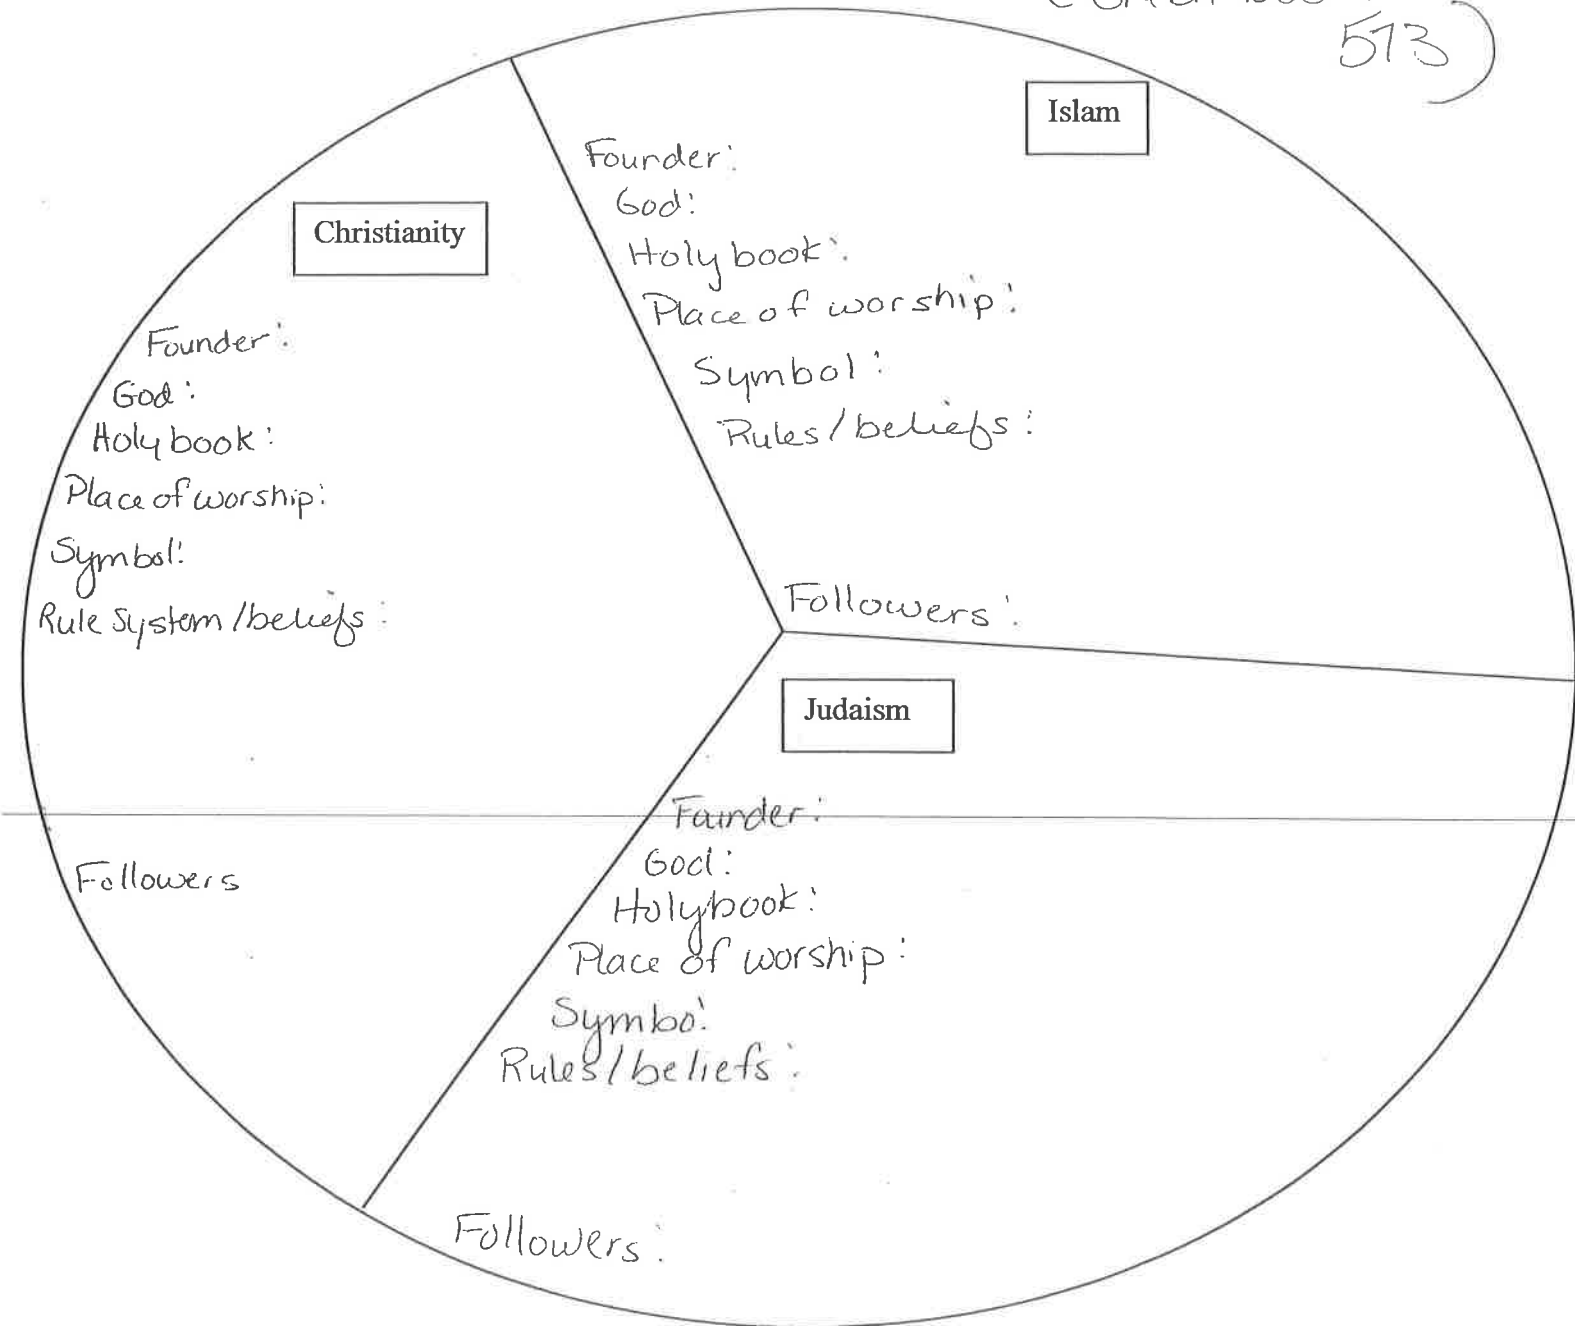 573)
Islam
Founder:
God:
Holy book:
Place of worship:
Symbol:
Rules/beliefs:
Followers:
Christianity
Founder:
God:
Holy book:
Place of worship:
Symbol:
Rule System/beliefs:
Followers
Judaism
Founder:
God:
Holybook:
Place of worship:
Symbo:
Rules/beliefs:
Followers: